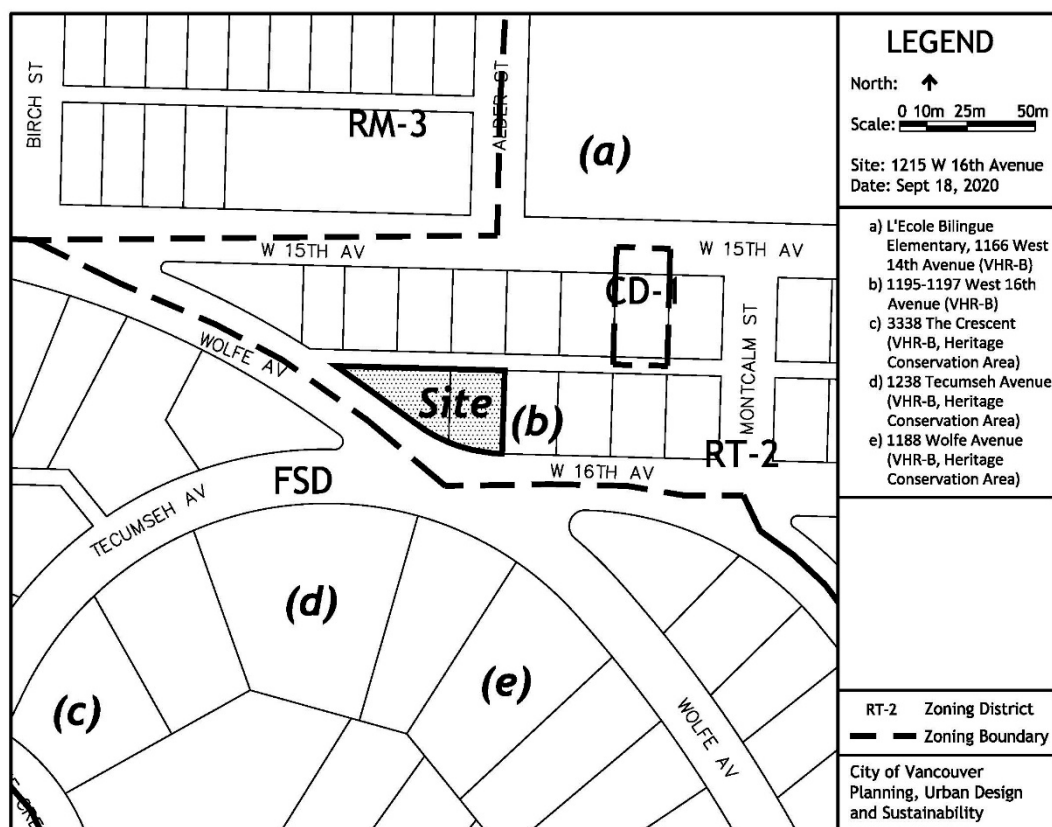 BIRCH ST
RM-3
ALDER ST
(a)
W 15TH AV
W 15TH AV
CD-1
MONTCALM ST
WOLFE AV
Site
(b)
RT-2
W 16TH AV
FSD
TECUMSEH AV
(d)
(e)
(c)
WOLFE AV
LEGEND
North:
0 10m 25m 50m
Scale:
Site: 1215 W 16th Avenue
Date: Sept 18, 2020
a) L'Ecole Bilingue
Elementary, 1166 West
14th Avenue (VHR-B)
b) 1195-1197 West 16th
Avenue (VHR-B)
c) 3338 The Crescent
(VHR-B, Heritage
Conservation Area)
d) 1238 Tecumseh Avenue
(VHR-B, Heritage
Conservation Area)
e) 1188 Wolfe Avenue
(VHR-B, Heritage
Conservation Area)
RT-2 Zoning District
Zoning Boundary
City of Vancouver
Planning, Urban Design
and Sustainability